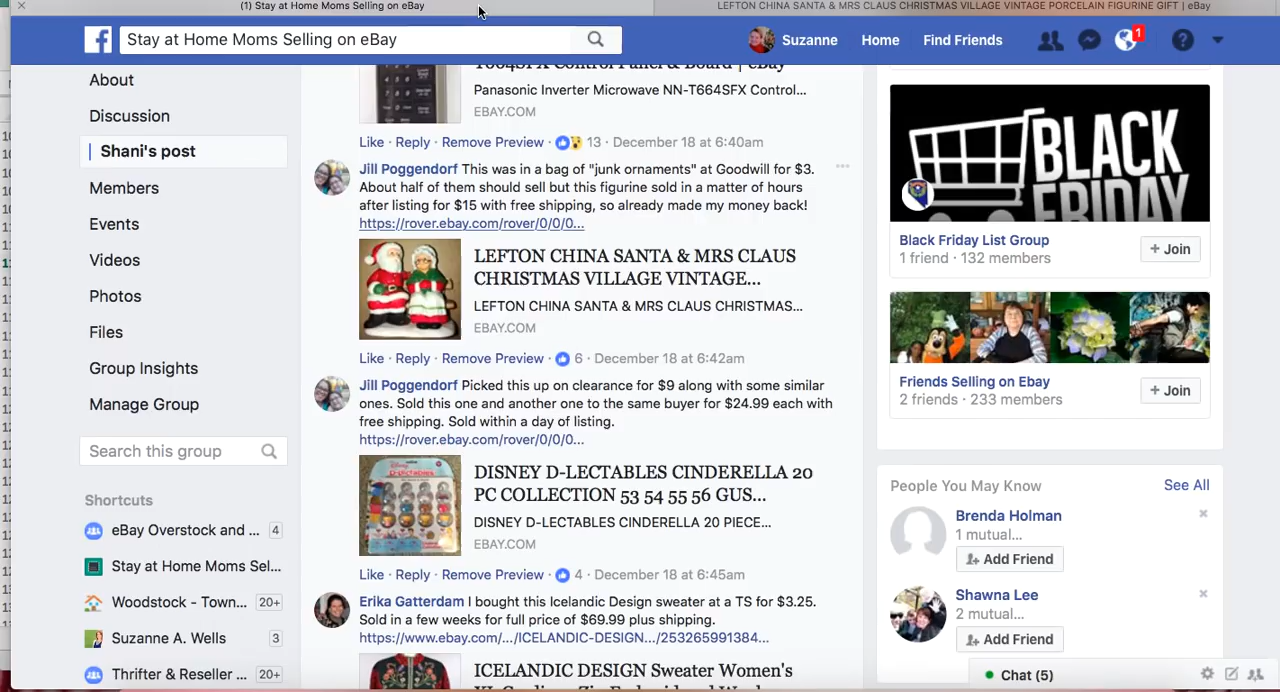 (1) Stay at Home Moms Selling on eBay
LEFTON CHINA SANTA & MRS CLAUS CHRISTMAS VILLAGE VINTAGE PORCELAIN FIGURINE GIFT | eBay
Stay at Home Moms Selling on eBay
Suzanne
Home
Find Friends
1
About
Discussion
Shani's post
Members
Events
Videos
Photos
Files
Group Insights
Manage Group
Search this group
Shortcuts
eBay Overstock and ... 4
Stay at Home Moms Sel...
Woodstock - Town... 20+
Suzanne A. Wells 3
Thrifter & Reseller ... 20+
T664SFX Control Panel & Board | eBay
Panasonic Inverter Microwave NN-T664SFX Control...
EBAY.COM
Like · Reply · Remove Preview · 13 · December 18 at 6:40am
Jill Poggendorf This was in a bag of "junk ornaments" at Goodwill for $3.
About half of them should sell but this figurine sold in a matter of hours
after listing for $15 with free shipping, so already made my money back!
https://rover.ebay.com/rover/0/0/0...
LEFTON CHINA SANTA & MRS CLAUS
CHRISTMAS VILLAGE VINTAGE...
LEFTON CHINA SANTA & MRS CLAUS CHRISTMAS...
EBAY.COM
Like · Reply · Remove Preview · 6 · December 18 at 6:42am
Jill Poggendorf Picked this up on clearance for $9 along with some similar
ones. Sold this one and another one to the same buyer for $24.99 each with
free shipping. Sold within a day of listing.
https://rover.ebay.com/rover/0/0/0...
DISNEY D-LECTABLES CINDERELLA 20
PC COLLECTION 53 54 55 56 GUS...
DISNEY D-LECTABLES CINDERELLA 20 PIECE...
EBAY.COM
Like · Reply · Remove Preview · 4 · December 18 at 6:45am
Erika Gatterdam I bought this Icelandic Design sweater at a TS for $3.25.
Sold in a few weeks for full price of $69.99 plus shipping.
https://www.ebay.com/.../ICELANDIC-DESIGN.../253265991384...
ICELANDIC DESIGN Sweater Women's
BLACK
FRIDAY
Black Friday List Group
1 friend · 132 members
+ Join
Friends Selling on Ebay
2 friends · 233 members
+ Join
People You May Know
See All
Brenda Holman
1 mutual...
Add Friend
Shawna Lee
2 mutual...
Add Friend
Chat (5)